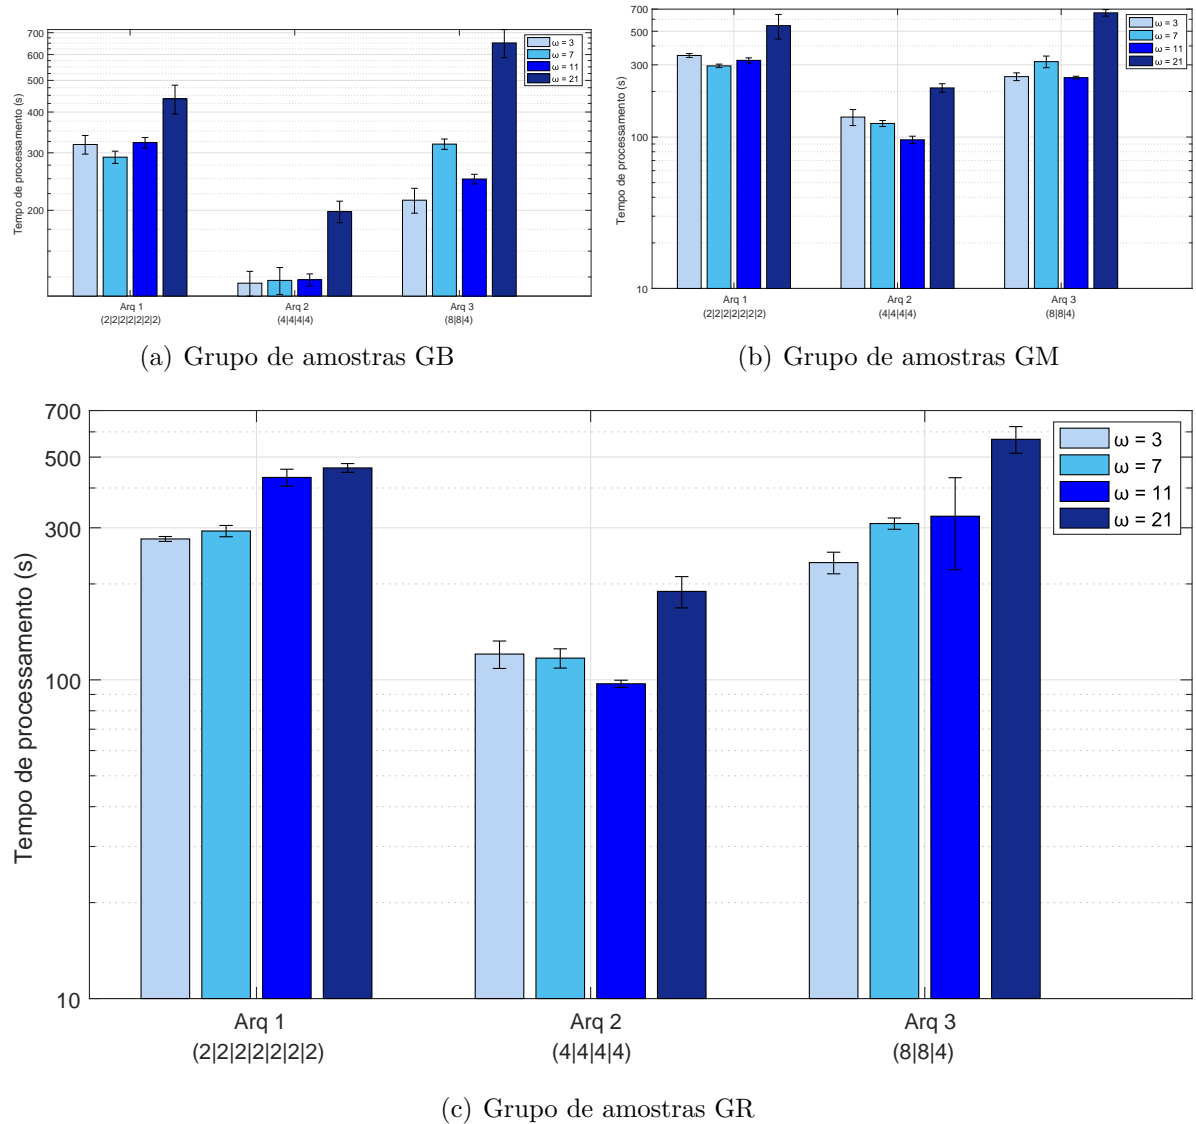 700
600
500
400
300
200
Tempo de processamento (s)
ω = 3
ω = 7
ω = 11
ω = 21
Arq 1
(2|2|2|2|2|2|2)
Arq 2
(4|4|4|4)
Arq 3
(8|8|4)
(a) Grupo de amostras GB
700
500
300
100
10
Tempo de processamento (s)
ω = 3
ω = 7
ω = 11
ω = 21
Arq 1
(2|2|2|2|2|2|2)
Arq 2
(4|4|4|4)
Arq 3
(8|8|4)
(b) Grupo de amostras GM
700
500
300
100
10
Tempo de processamento (s)
ω = 3
ω = 7
ω = 11
ω = 21
Arq 1
(2|2|2|2|2|2|2)
Arq 2
(4|4|4|4)
Arq 3
(8|8|4)
(c) Grupo de amostras GR